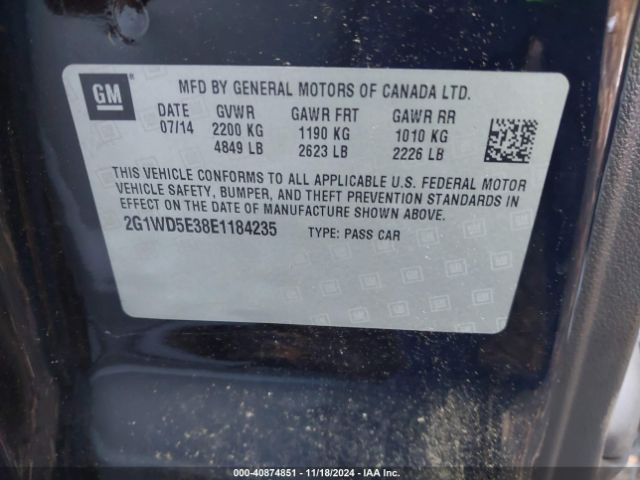 GM
MFD BY GENERAL MOTORS OF CANADA LTD.
DATE GVWR GAWR FRT GAWR RR
07/14 2200 KG 1190 KG 1010 KG
4849 LB 2623 LB 2226 LB
THIS VEHICLE CONFORMS TO ALL APPLICABLE U.S. FEDERAL MOTOR
VEHICLE SAFETY, BUMPER, AND THEFT PREVENTION STANDARDS IN
EFFECT ON THE DATE OF MANUFACTURE SHOWN ABOVE.
2G1WD5E38E1184235 TYPE: PASS CAR
000-40874851 | 11/18/2024 | IAA Inc.